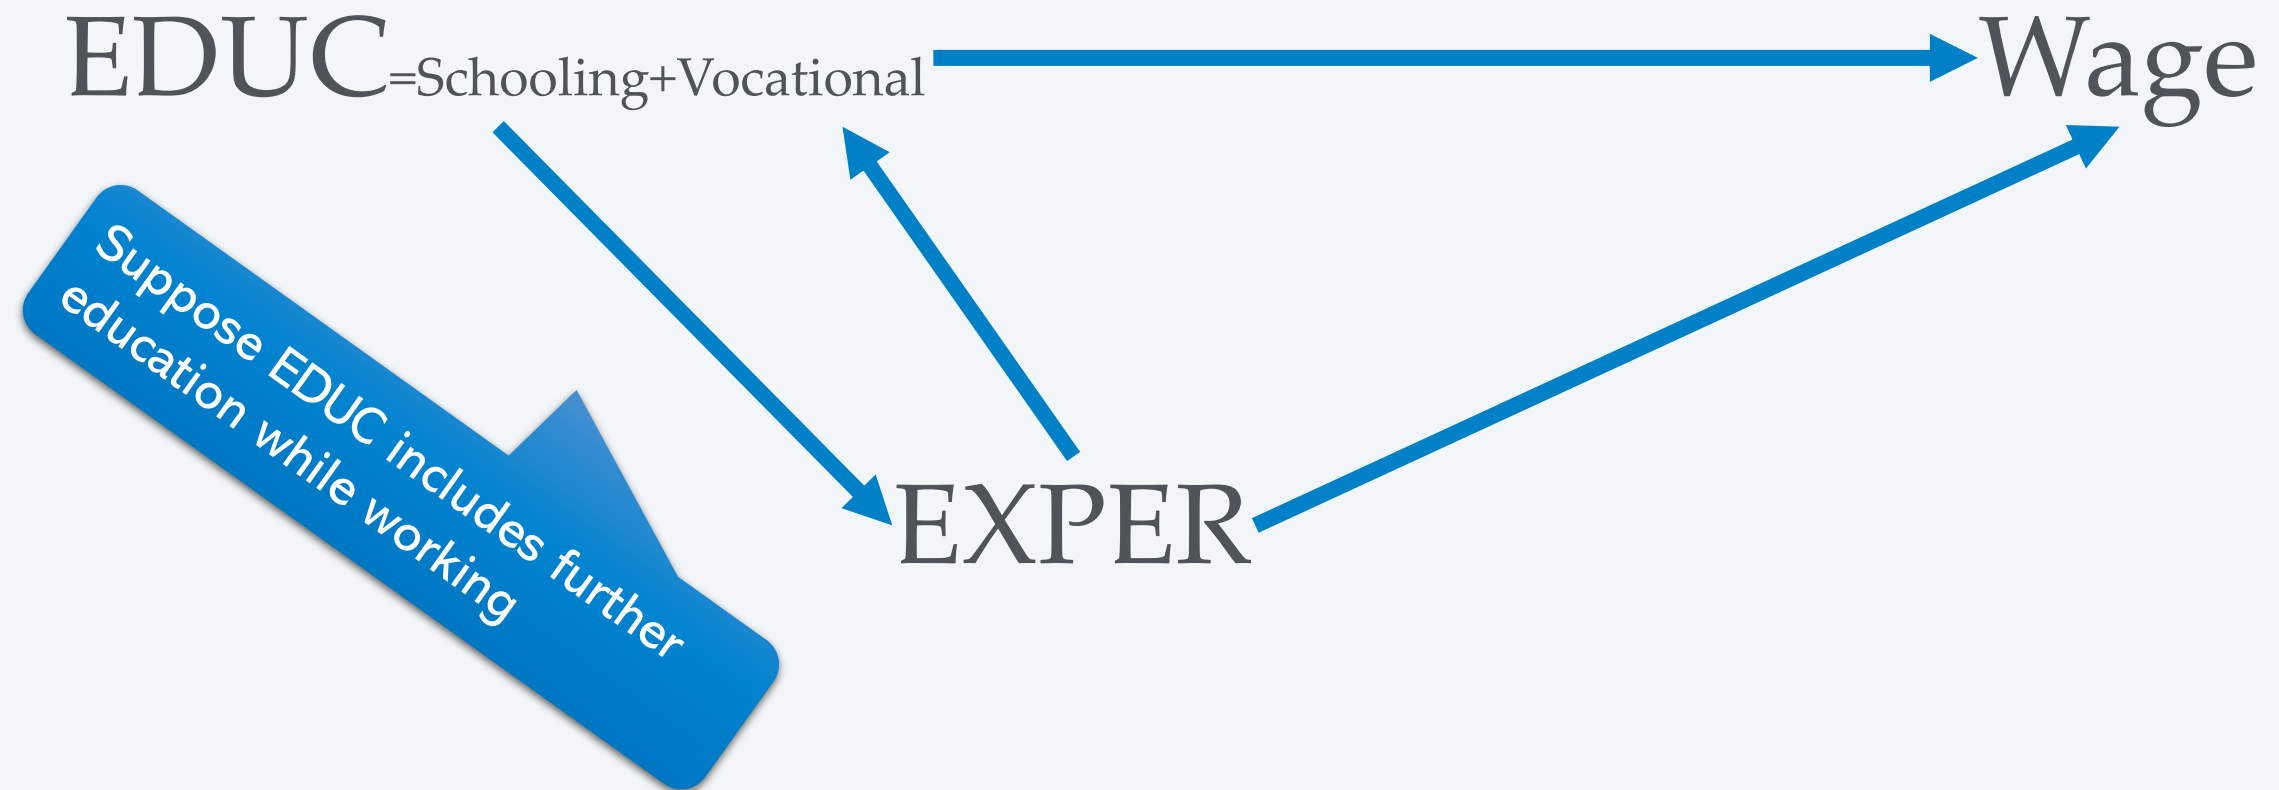 EDUC=Schooling+Vocational
Wage
Suppose EDUC includes further
education while working
EXPER